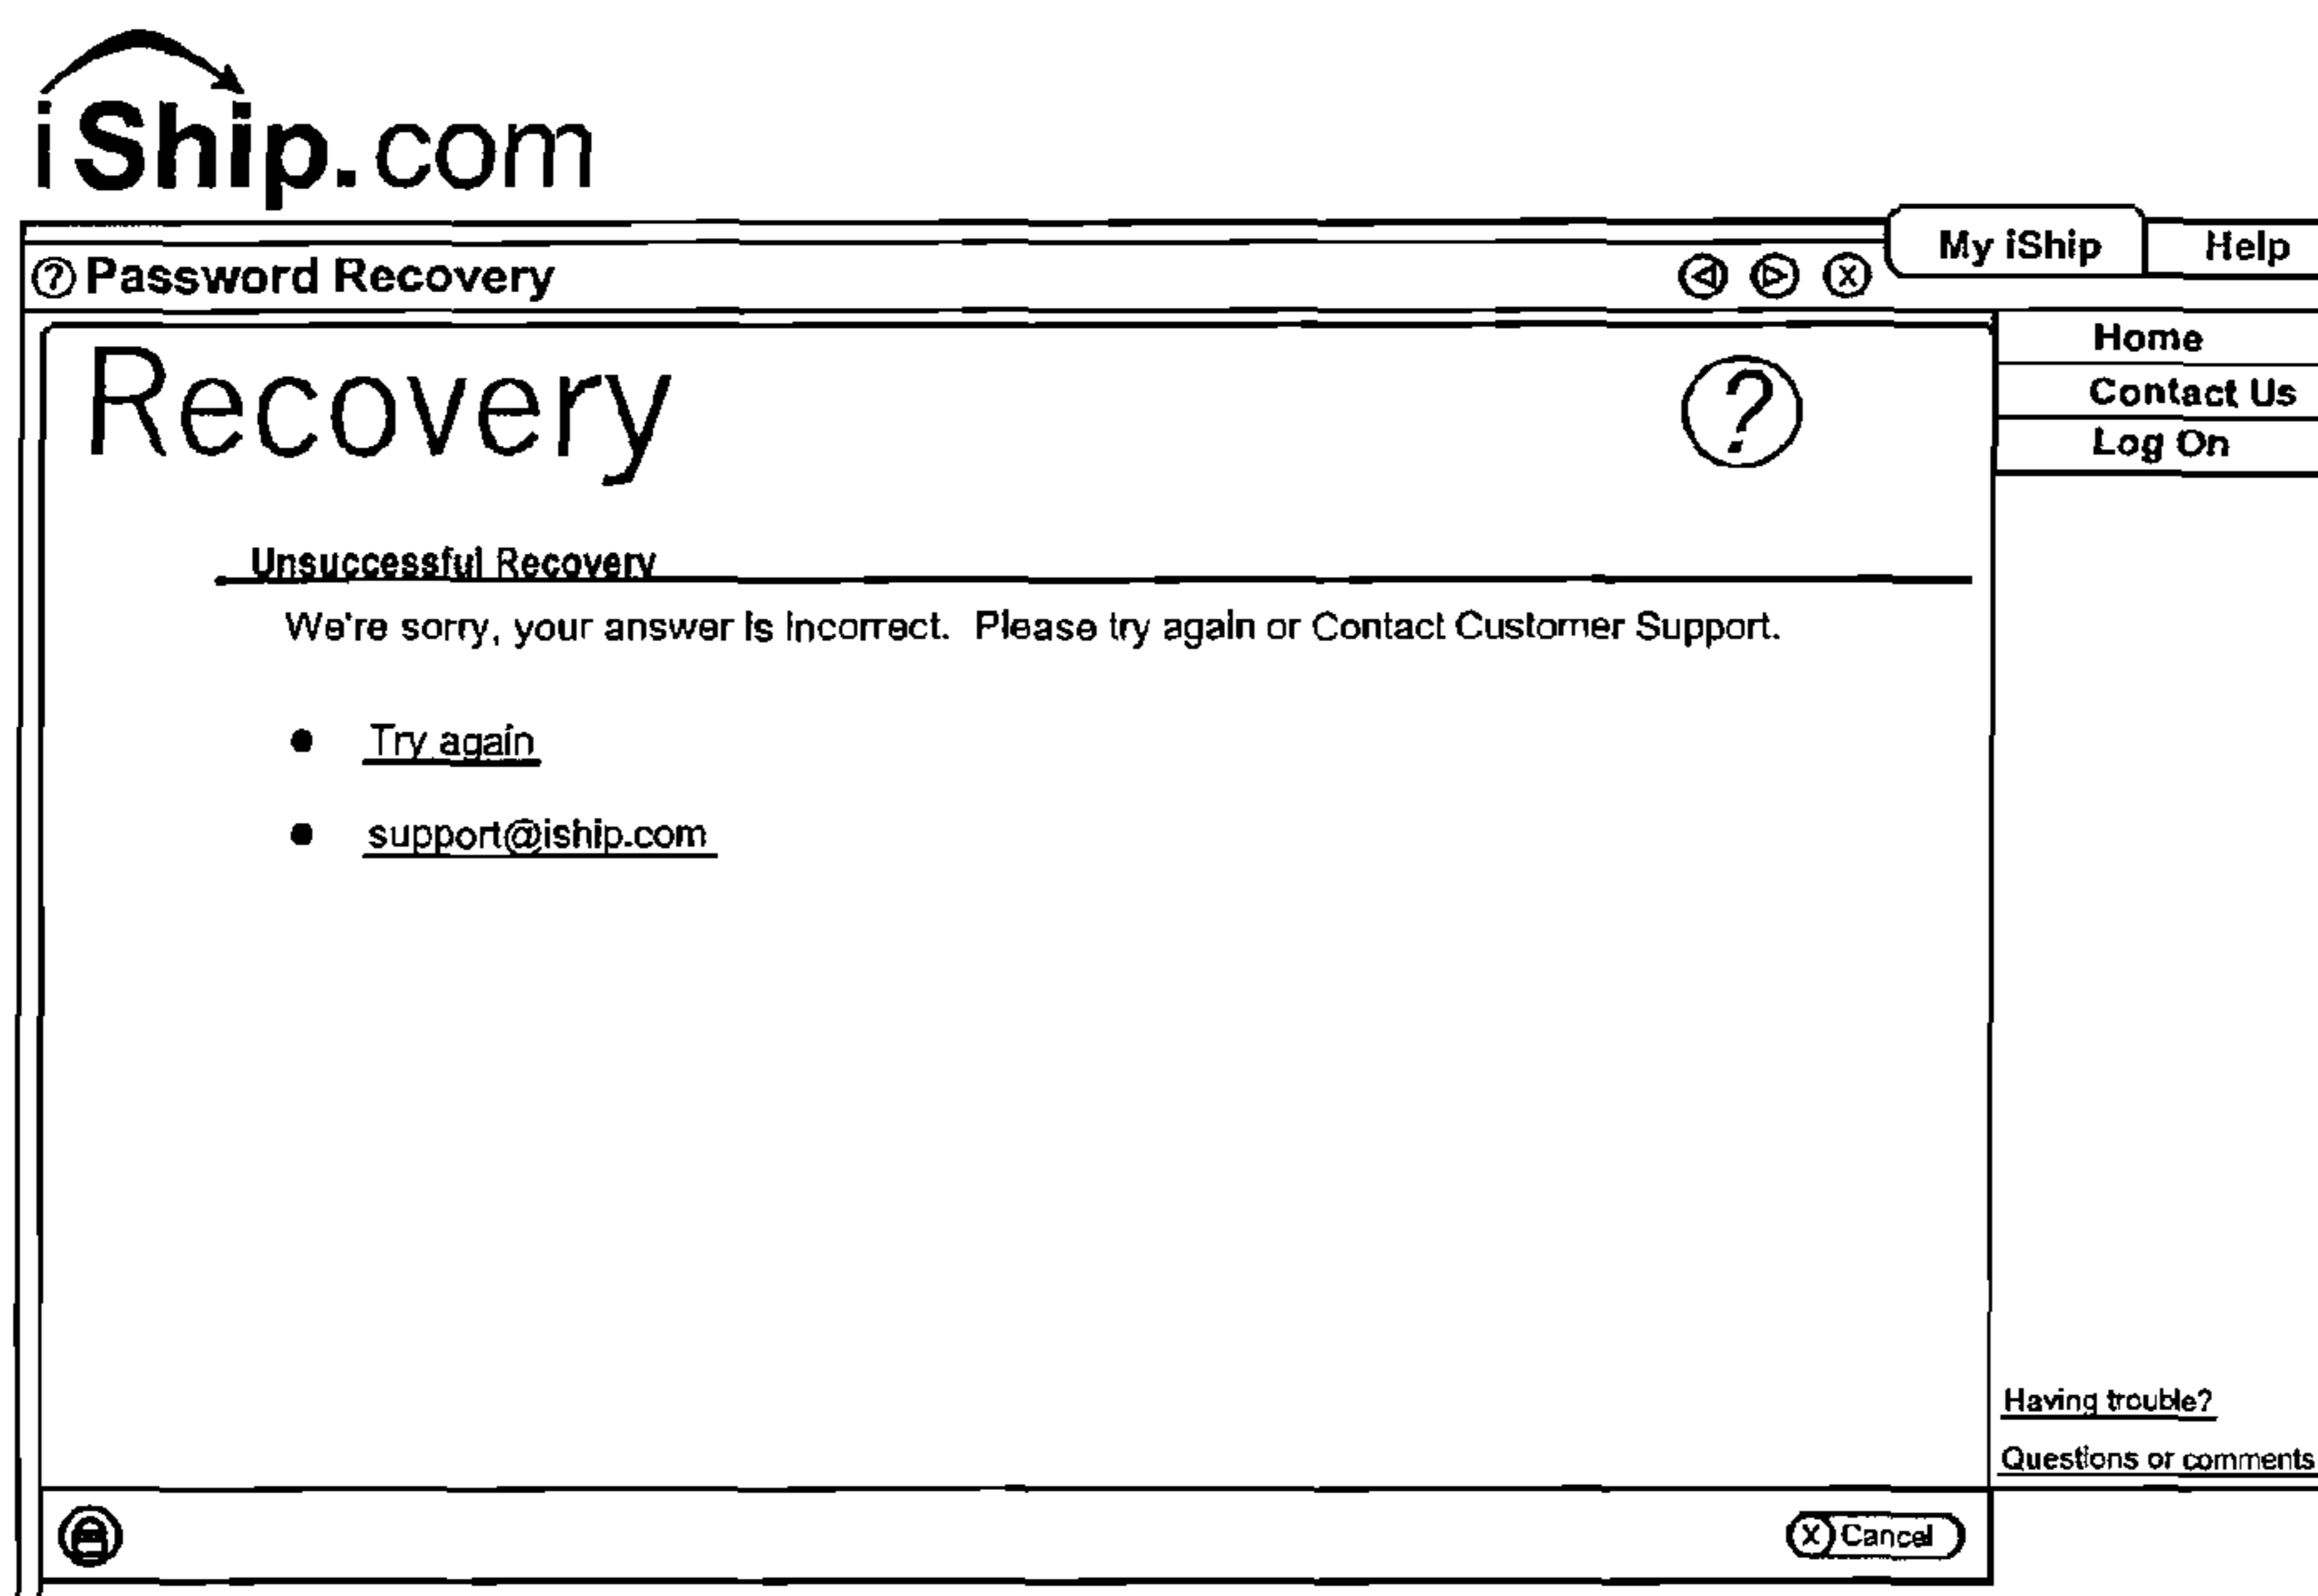 iShip.com
My iShip Help
Password Recovery
Home
Recovery
Contact Us
Log On
Unsuccessful Recovery
We're sorry, your answer is incorrect. Please try again or Contact Customer Support.
Try again
support@iship.com
Having trouble?
Questions or comments
Cancel